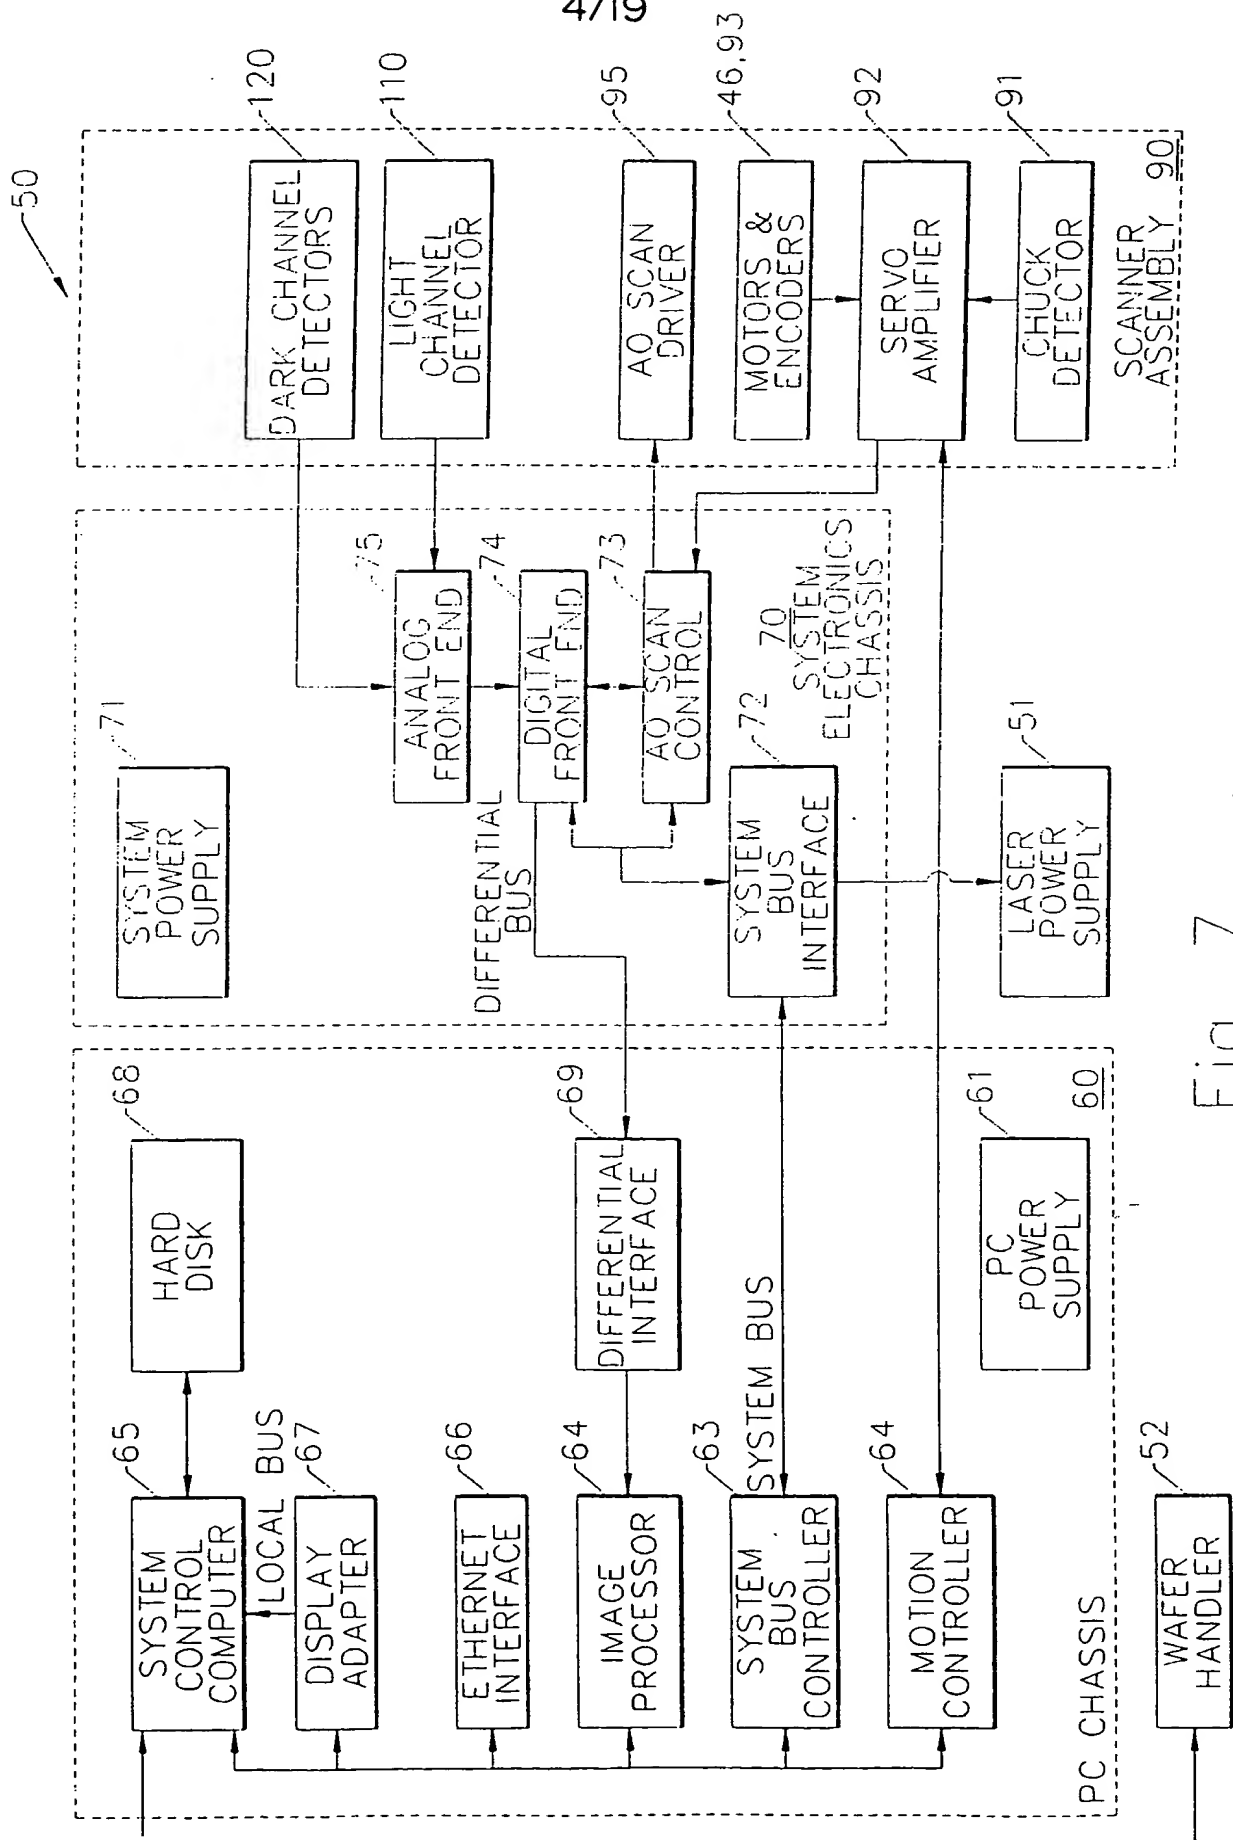 4/19
50
120
DARK CHANNEL
DETECTORS
110
LIGHT
CHANNEL
DETECTOR
95
AO SCAN
DRIVER
46,93
MOTORS &
ENCODERS
92
SERVO
AMPLIFIER
91
CHUCK
DETECTOR
SCANNER
ASSEMBLY
90
71
SYSTEM
POWER
SUPPLY
75
ANALOG
FRONT END
74
DIGITAL
FRONT END
73
AO SCAN
CONTROL
72
SYSTEM
BUS
INTERFACE
70
SYSTEM
ELECTRONICS
CHASSIS
DIFFERENTIAL
BUS
51
LASER
POWER
SUPPLY
68
HARD
DISK
69
DIFFERENTIAL
INTERFACE
61
PC
POWER
SUPPLY
60
65
SYSTEM
CONTROL
COMPUTER
LOCAL BUS
67
DISPLAY
ADAPTER
66
ETHERNET
INTERFACE
64
IMAGE
PROCESSOR
63
SYSTEM
BUS
CONTROLLER
SYSTEM BUS
64
MOTION
CONTROLLER
PC CHASSIS
52
WAFER
HANDLER
Fig. 7